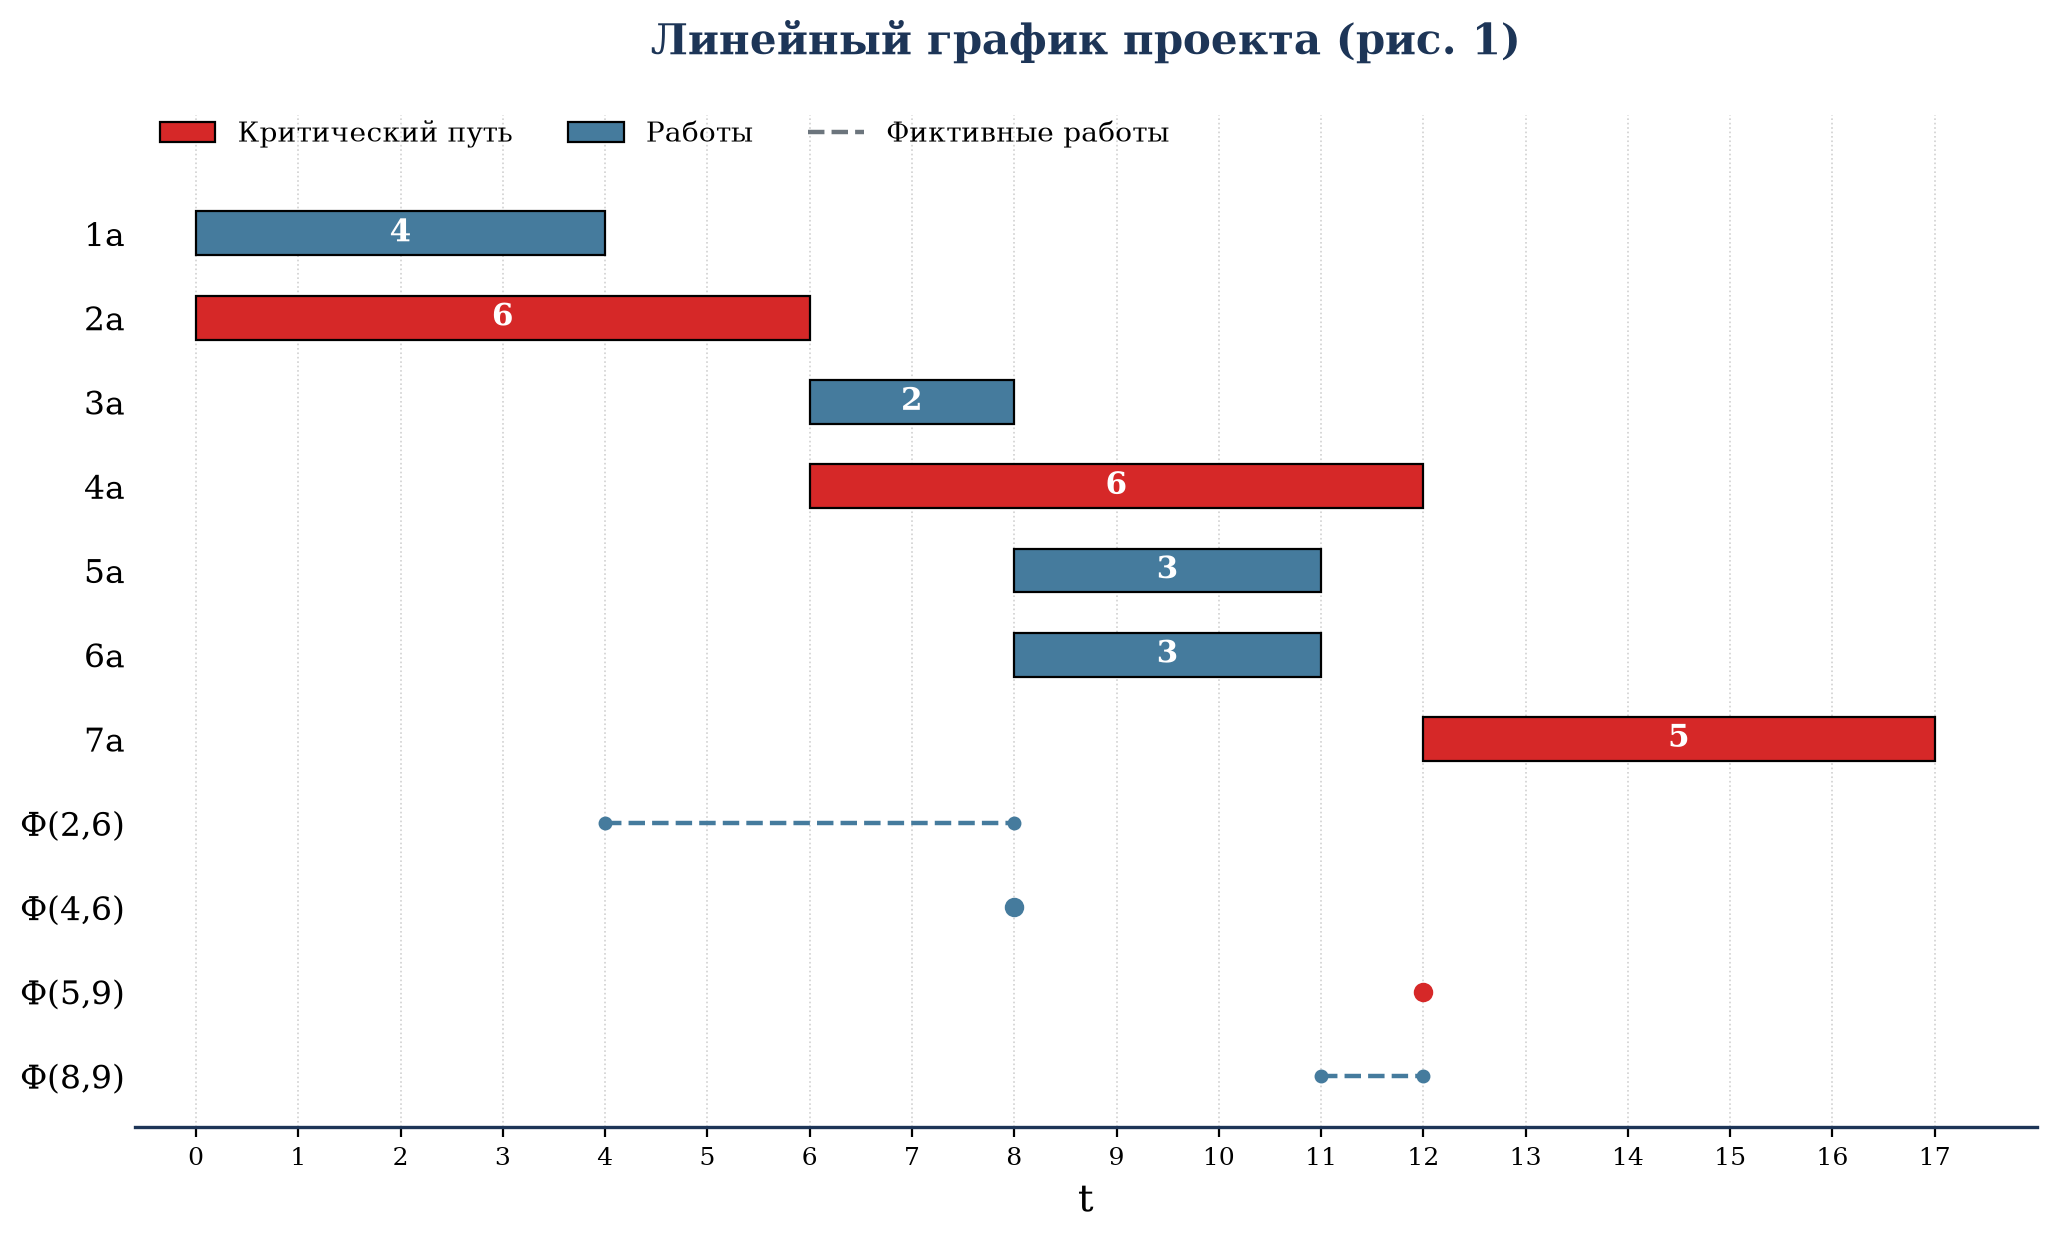 Линейный график проекта (рис. 1)
Критический путь Работы Фиктивные работы
1а 4
2а 6
3а 2
4а 6
5а 3
6а 3
7а 5
Ф(2,6)
Ф(4,6)
Ф(5,9)
Ф(8,9)
0 1 2 3 4 5 6 7 8 9 10 11 12 13 14 15 16 17
t